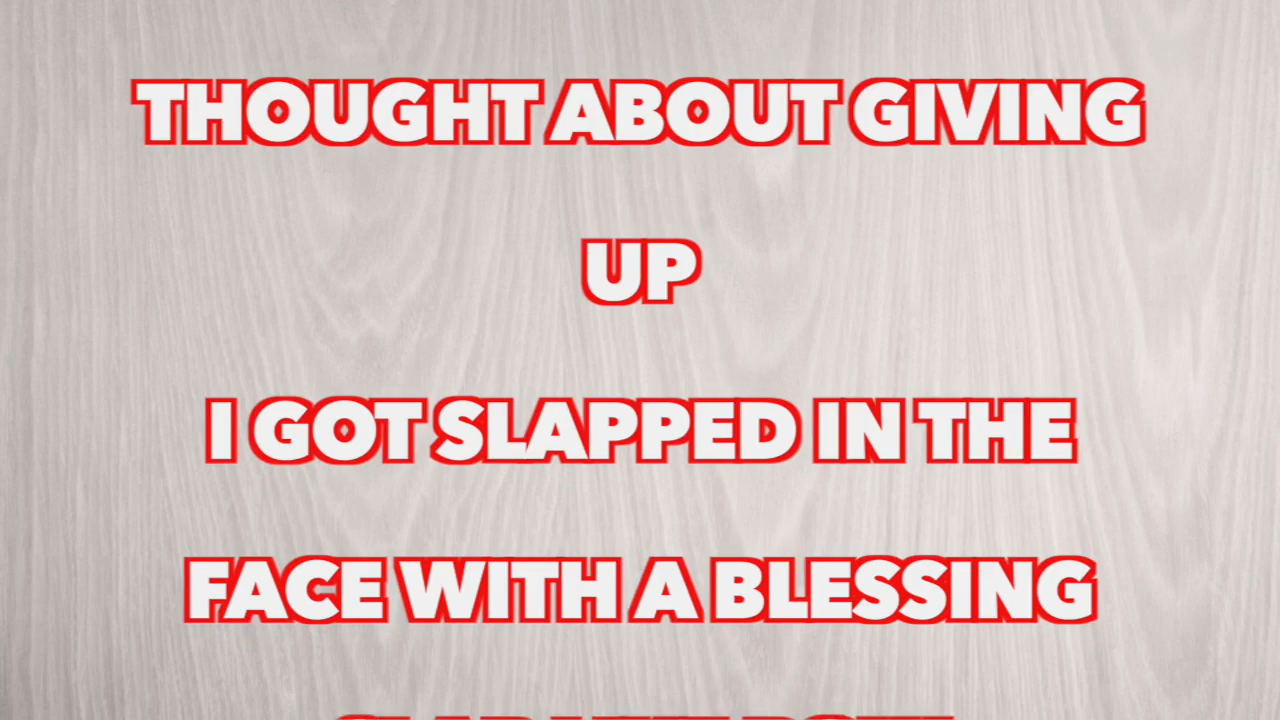 THOUGHT ABOUT GIVING
UP
I GOT SLAPPED IN THE
FACE WITH A BLESSING